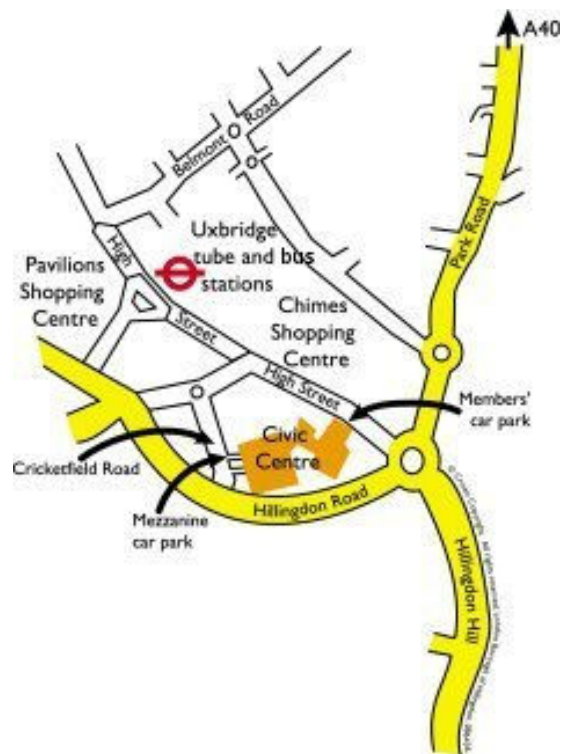 A40
Belmont
Road
Park Road
Uxbridge
tube and bus
stations
High
Street
Pavilions
Shopping
Centre
Chimes
Shopping
Centre
High Street
Members'
car park
Civic
Centre
Cricketfield Road
Mezzanine
car park
Hillingdon Road
Hillingdon Hill